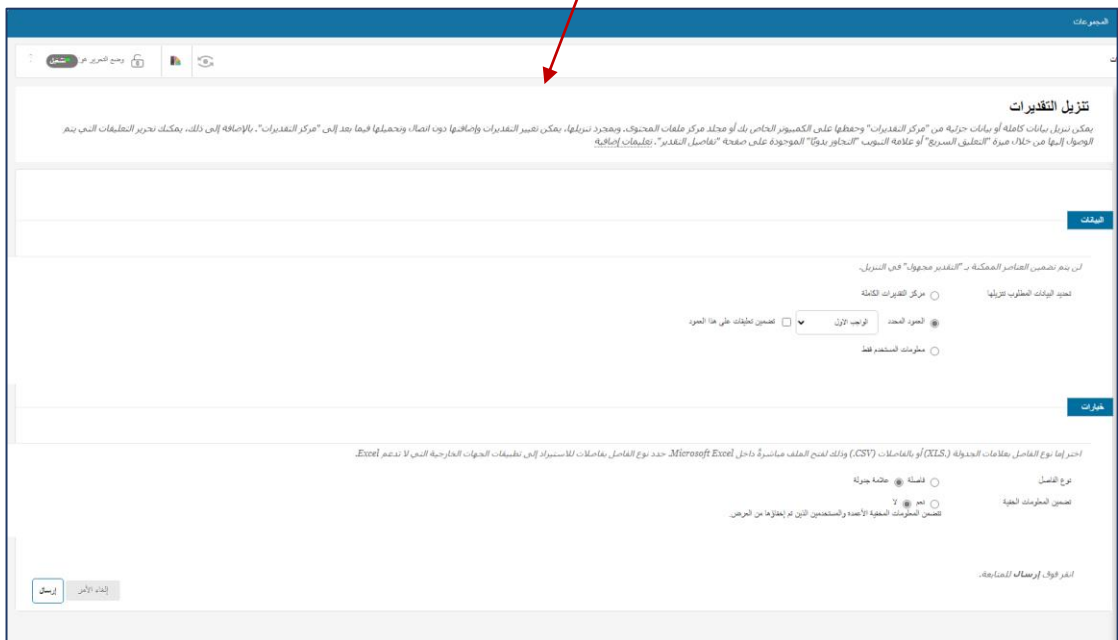 المجموعات
ت
وضع التحرير هو: تشغيل
تنزيل التقديرات
يمكن تنزيل بيانات كاملة أو بيانات جزئية من "مركز التقديرات" وحفظها على الكمبيوتر الخاص بك أو مجلد مركز ملفات المحتوى. وبمجرد تنزيلها، يمكن تغيير التقديرات وإضافتها دون اتصال وتحميلها فيما بعد إلى "مركز التقديرات". بالإضافة إلى ذلك، يمكنك تحرير التعليقات التي يتم
الوصول إليها من خلال ميزة "التعليق السريع" أو علامة التبويب "التجاوز يدويًا" الموجودة على صفحة "تفاصيل التقدير". تعليمات إضافية
البيانات
لن يتم تضمين العناصر الممكنة بـ "التقدير مجهول" في التنزيل.
تحديد البيانات المطلوب تنزيلها
مركز التقديرات الكاملة
العمود المحدد الواجب الأول تضمين تعليقات على هذا العمود
معلومات المستخدم فقط
خيارات
اختر إما نوع الفاصل بعلامات الجدولة (XLS.) أو بالفاصلات (CSV.) وذلك لفتح الملف مباشرةً داخل Microsoft Excel. حدد نوع الفاصل بفاصلات للاستيراد إلى تطبيقات الجهات الخارجية التي لا تدعم Excel.
نوع الفاصل فاصلة علامة جدولة
تضمين المعلومات الخفية نعم لا
تتضمن المعلومات المخفية الأعمدة والمستخدمين الذين تم إخفاؤها من العرض.
انقر فوق إرسال للمتابعة.
إلغاء الأمر إرسال